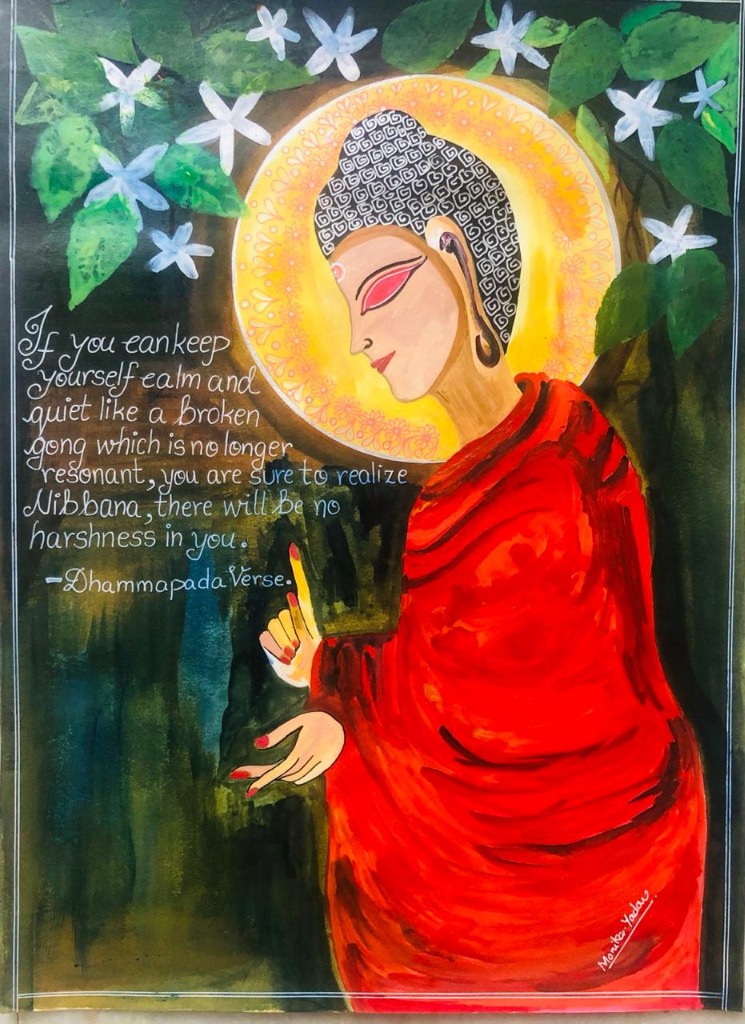 If you can keep
yourself calm and
quiet like a broken
gong which is no longer
resonant, you are sure to realize
Nibbana, there will be no
harshness in you.
-Dhammapada Verse.
Monika Yadav